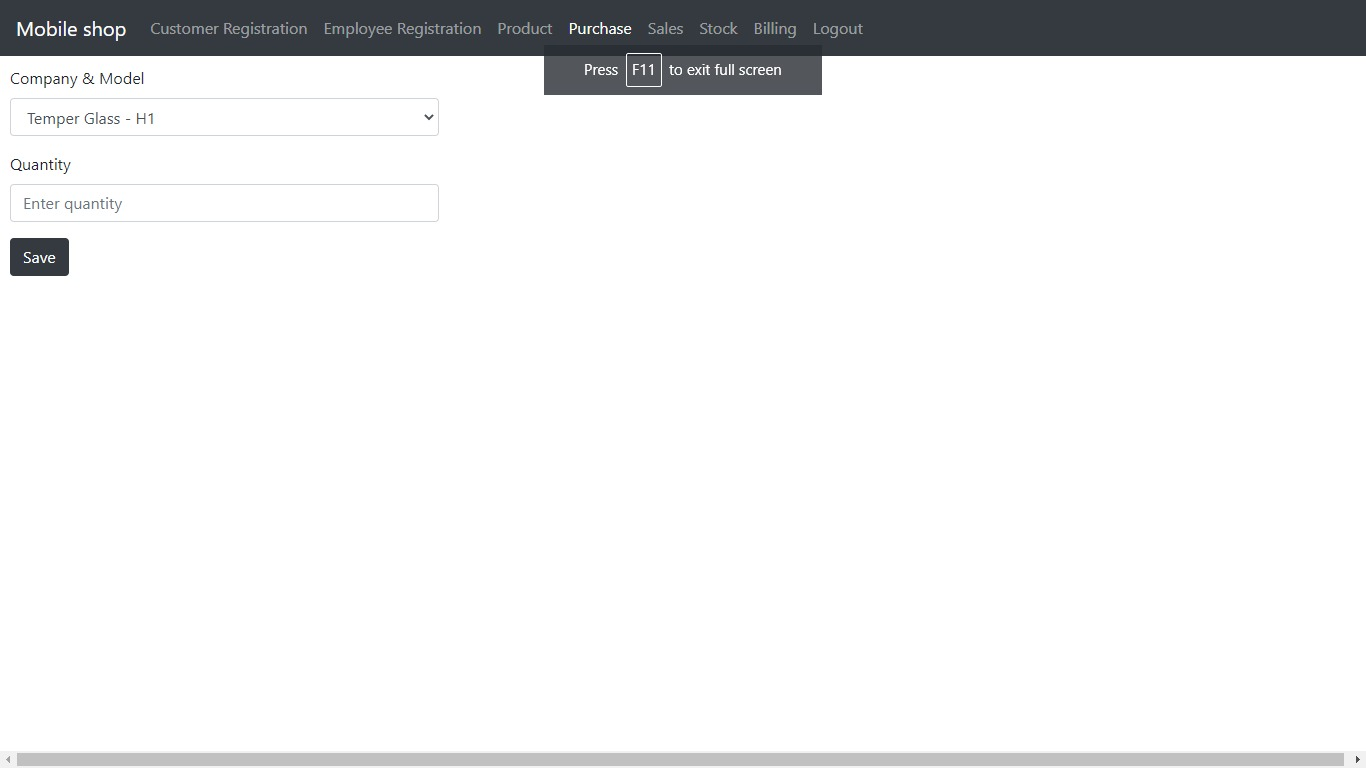 Mobile shop Customer Registration Employee Registration Product Purchase Sales Stock Billing Logout
Press F11 to exit full screen
Company & Model
Temper Glass - H1
Quantity
Enter quantity
Save